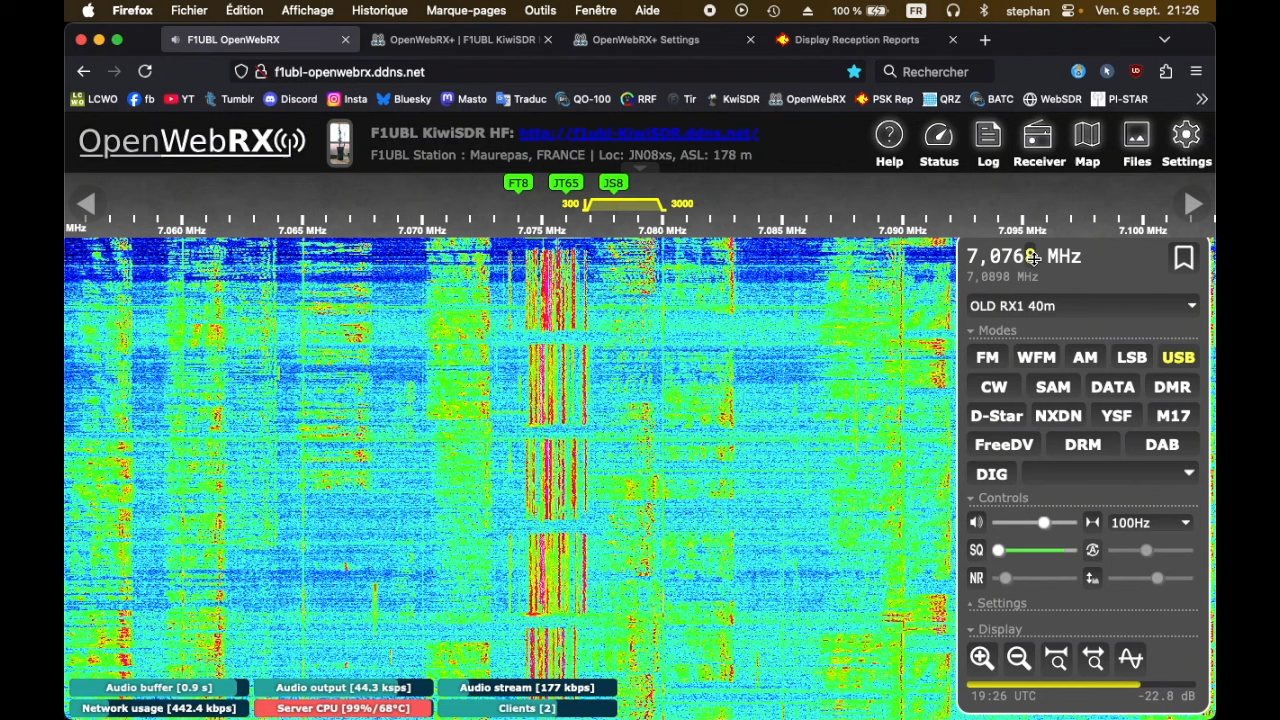 Firefox Fichier Édition Affichage Historique Marque-pages Outils Fenêtre Aide 100 % FR stephan Ven. 6 sept. 21:26
F1UBL OpenWebRX OpenWebRX+ | F1UBL KiwiSDR OpenWebRX+ Settings Display Reception Reports
f1ubl-openwebrx.ddns.net Rechercher
LCWO fb YT Tumblr Discord Insta Bluesky Masto Traduc QO-100 RRF Tir KwiSDR OpenWebRX PSK Rep QRZ BATC WebSDR PI-STAR
OpenWebRX
F1UBL KiwiSDR HF: http://f1ubl-kiwiSDR.ddns.net/
F1UBL Station : Maurepas, FRANCE | Loc: JN08xs, ASL: 178 m
Help Status Log Receiver Map Files Settings
FT8 JT65 JS8
300 3000
MHz 7.060 MHz 7.065 MHz 7.070 MHz 7.075 MHz 7.080 MHz 7.085 MHz 7.090 MHz 7.095 MHz 7.100 MHz
7,076 MHz
7,0898 MHz
OLD RX1 40m
Modes
FM WFM AM LSB USB
CW SAM DATA DMR
D-Star NXDN YSF M17
FreeDV DRM DAB
DIG
Controls
100Hz
SQ
NR
Settings
Display
19:26 UTC -22.8 dB
Audio buffer [0.9 s] Audio output [44.3 ksps] Audio stream [177 kbps]
Network usage [442.4 kbps] Server CPU [99%/68°C] Clients [2]